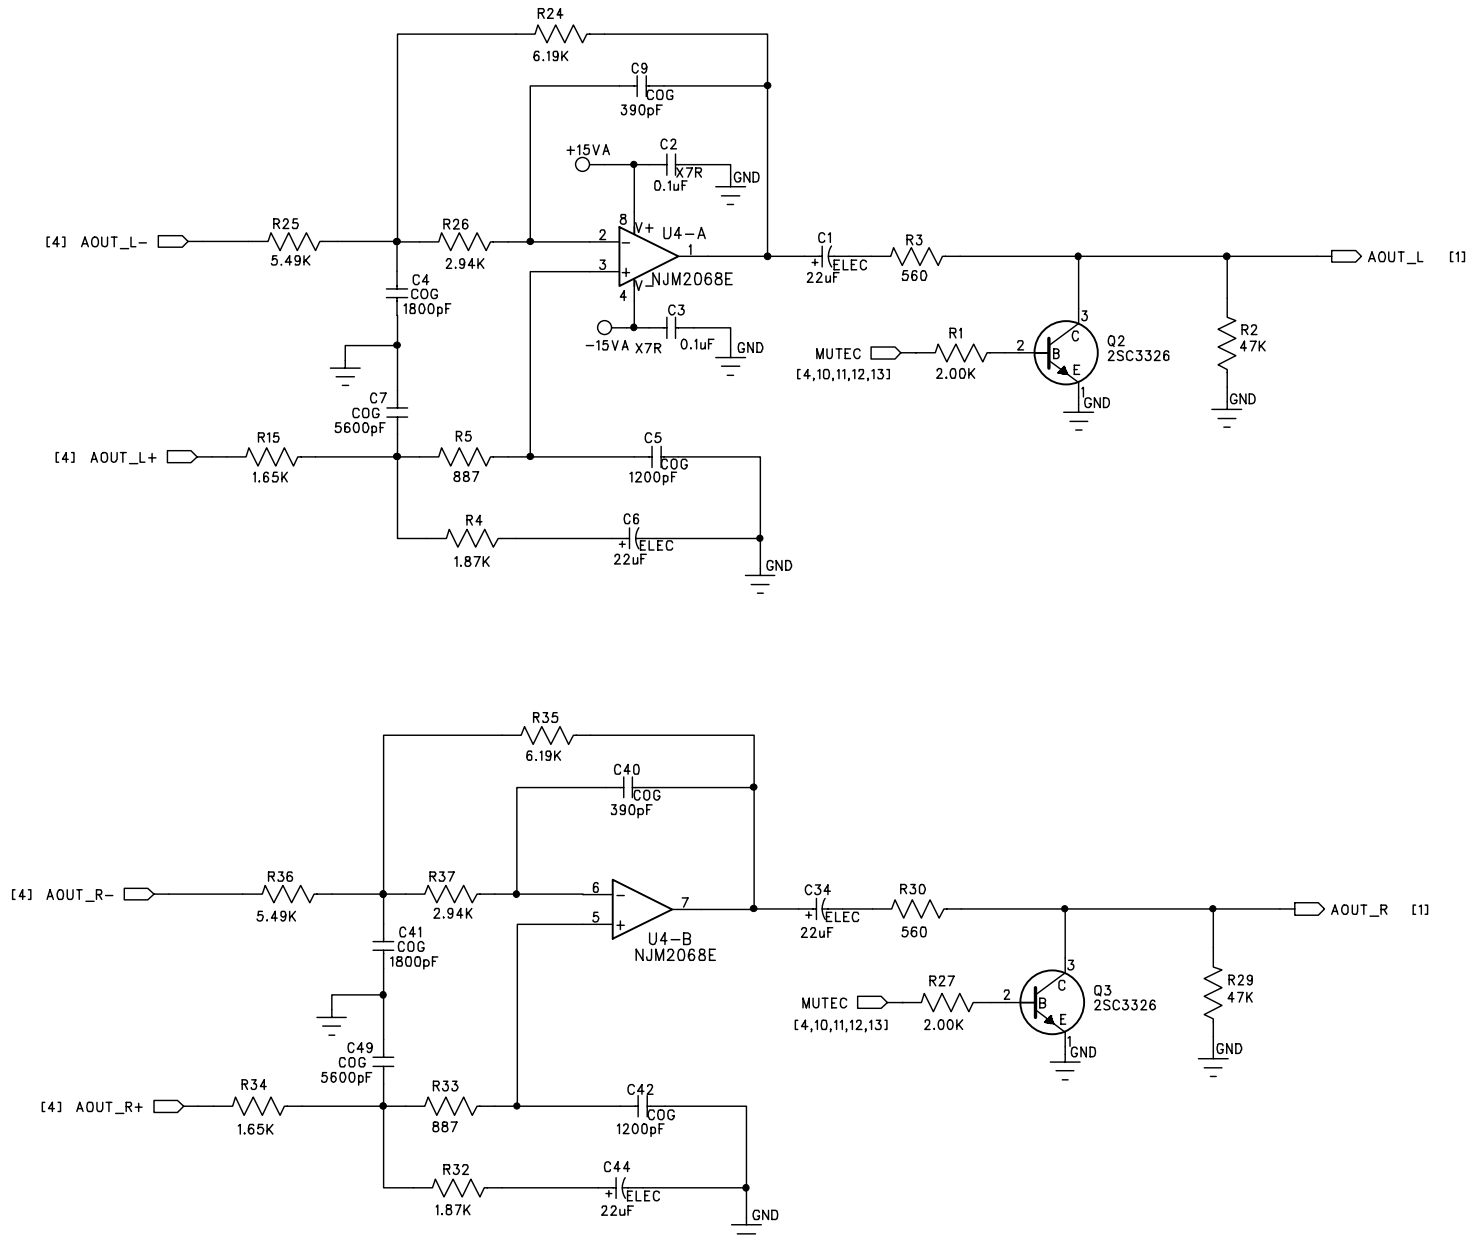 R24
6.19K
C9
COG
390pF
+15VA
C2
X7R
0.1uF
GND
[4] AOUT_L-
R25
5.49K
R26
2.94K
8
V+
U4-A
2
-
1
3
+
V-
4
NJM2068E
C4
COG
1800pF
C3
-15VA
X7R
0.1uF
GND
C1
+
ELEC
22uF
R3
560
AOUT_L [1]
MUTEC
[4,10,11,12,13]
R1
2.00K
2
B
3
C
E
1
GND
Q2
2SC3326
R2
47K
GND
C7
COG
5600pF
[4] AOUT_L+
R15
1.65K
R5
887
C5
COG
1200pF
R4
1.87K
C6
+
ELEC
22uF
GND
R35
6.19K
C40
COG
390pF
[4] AOUT_R-
R36
5.49K
R37
2.94K
6
-
7
5
+
U4-B
NJM2068E
C41
COG
1800pF
C34
+
ELEC
22uF
R30
560
AOUT_R [1]
MUTEC
[4,10,11,12,13]
R27
2.00K
2
B
3
C
E
1
GND
Q3
2SC3326
R29
47K
GND
C49
COG
5600pF
[4] AOUT_R+
R34
1.65K
R33
887
C42
COG
1200pF
R32
1.87K
C44
+
ELEC
22uF
GND